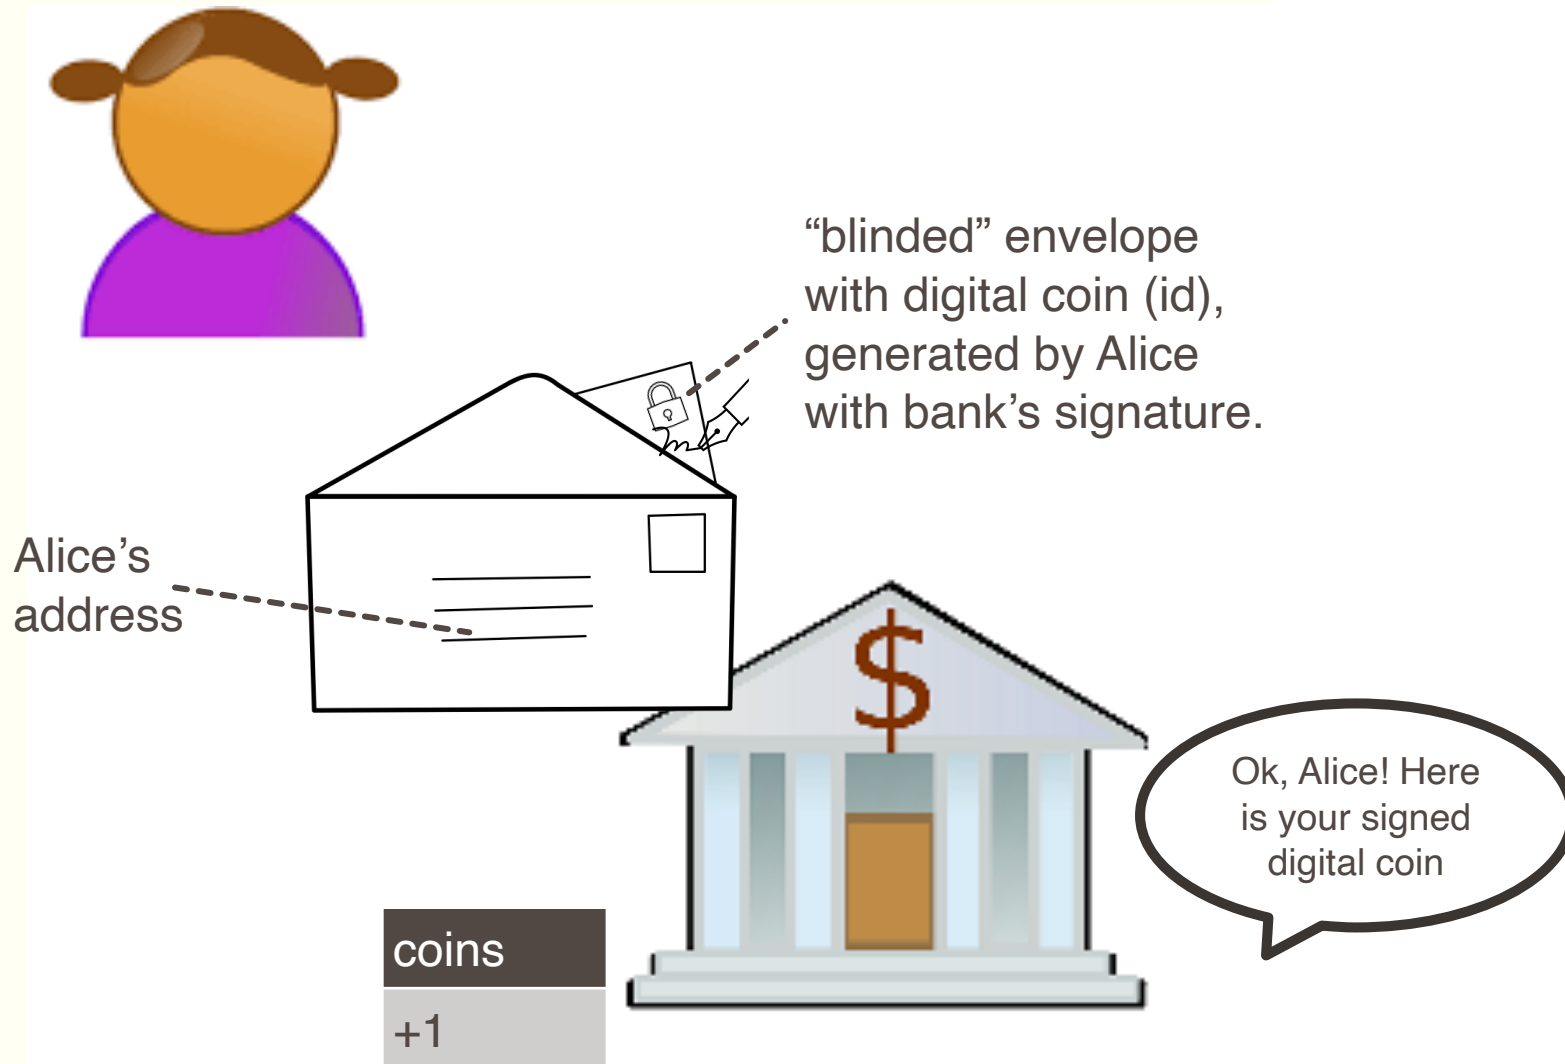 “blinded” envelope
with digital coin (id),
generated by Alice
with bank’s signature.
Alice’s
address
$
Ok, Alice! Here
is your signed
digital coin
coins
+1